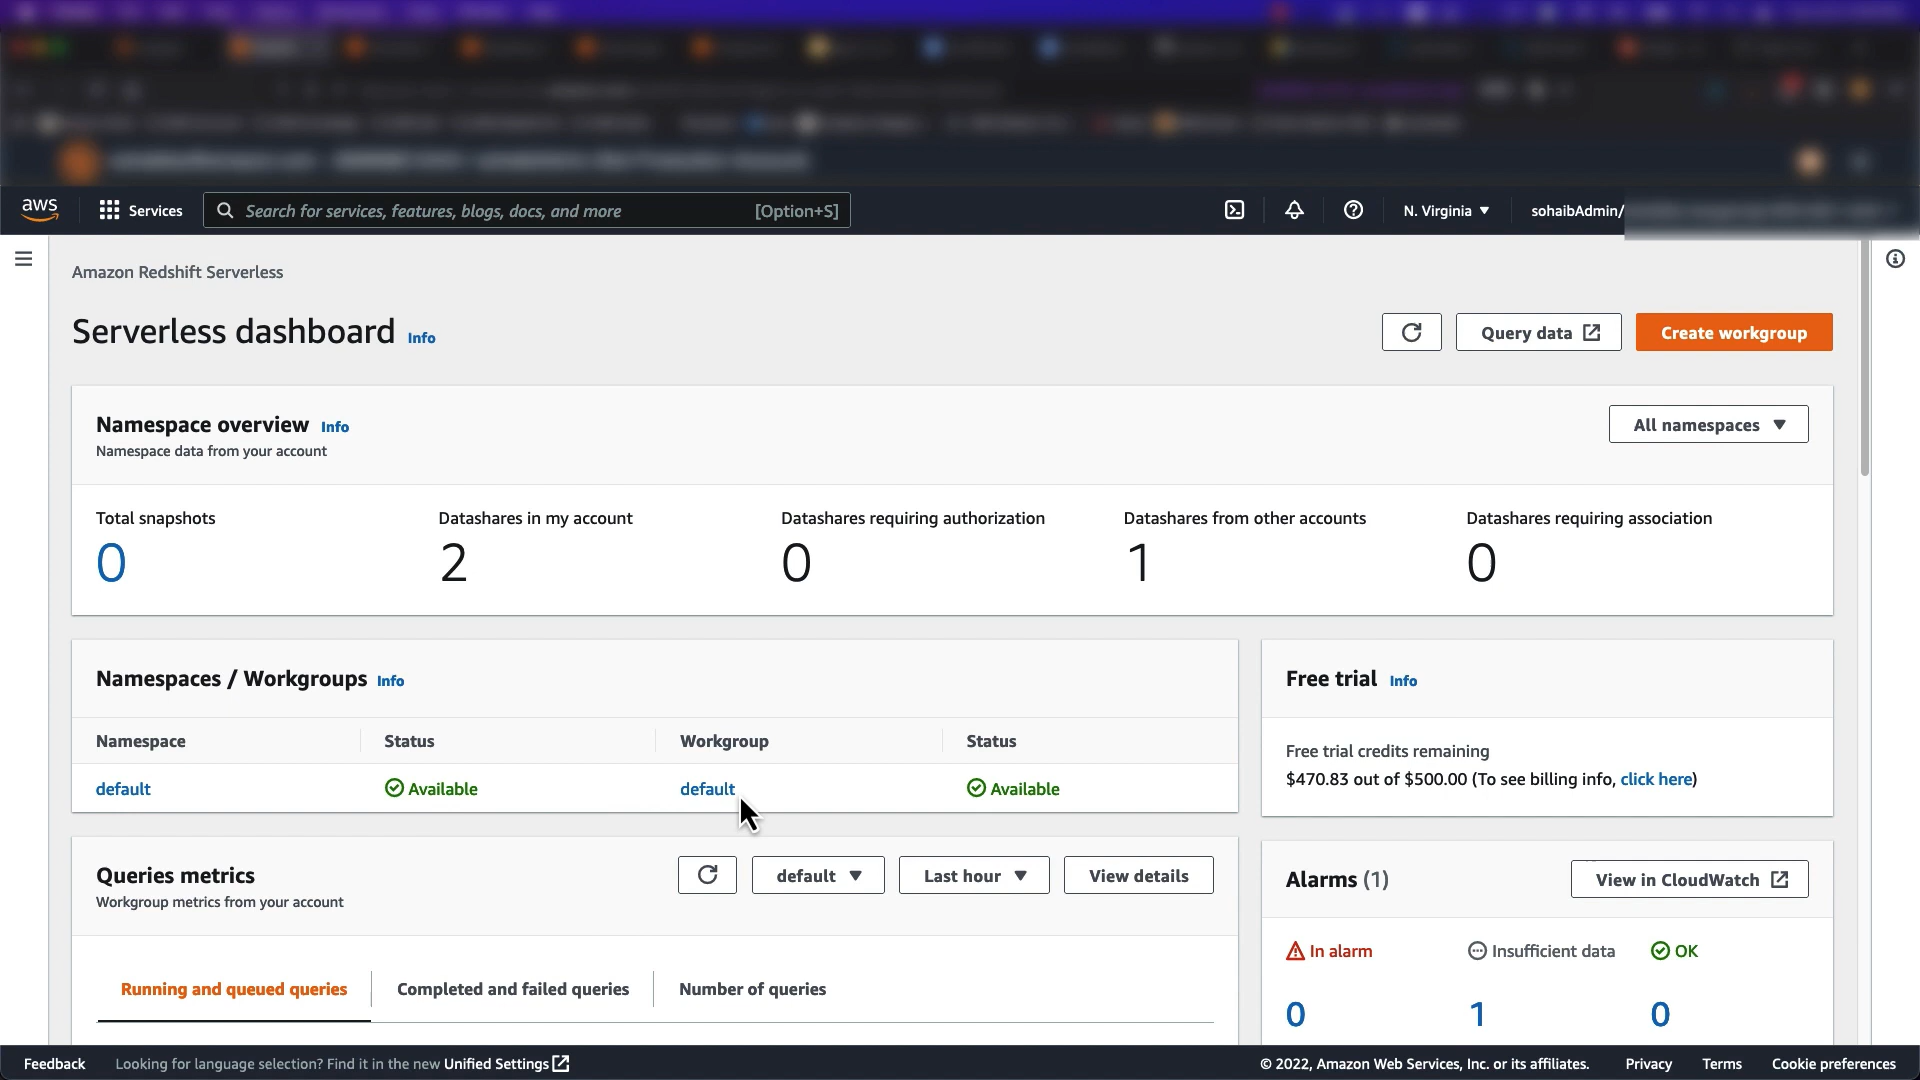 aws
Services
Search for services, features, blogs, docs, and more
[Option+S]
N. Virginia
sohaibAdmin/
Amazon Redshift Serverless
Serverless dashboard Info
Query data
Create workgroup
Namespace overview Info
All namespaces
Namespace data from your account
Total snapshots
0
Datashares in my account
2
Datashares requiring authorization
0
Datashares from other accounts
1
Datashares requiring association
0
Namespaces / Workgroups Info
Namespace Status Workgroup Status
default Available default Available
Free trial Info
Free trial credits remaining
$470.83 out of $500.00 (To see billing info, click here)
Queries metrics
Workgroup metrics from your account
default
Last hour
View details
Running and queued queries
Completed and failed queries
Number of queries
Alarms (1)
View in CloudWatch
In alarm
0
Insufficient data
1
OK
0
Feedback
Looking for language selection? Find it in the new Unified Settings
© 2022, Amazon Web Services, Inc. or its affiliates.
Privacy
Terms
Cookie preferences